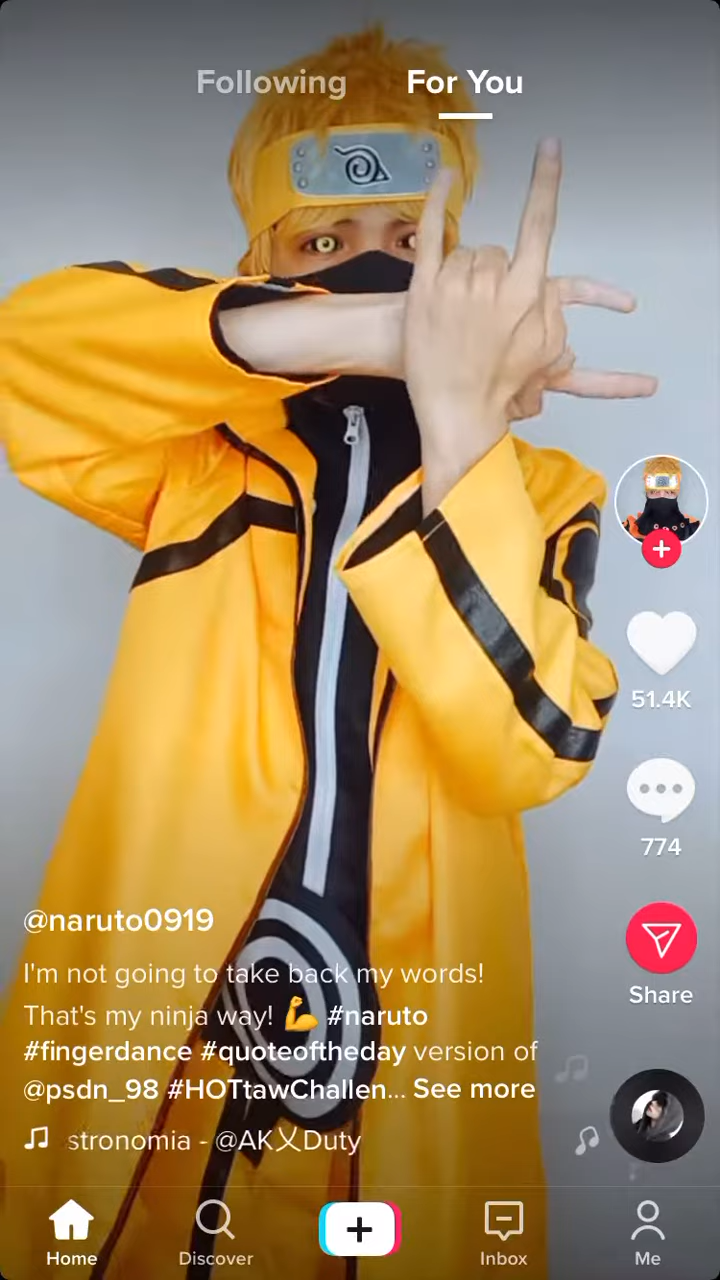 Following For You
51.4K
774
Share
@naruto0919
I'm not going to take back my words!
That's my ninja way! 💪 #naruto
#fingerdance #quoteoftheday version of
@psdn_98 #HOTtawChallen... See more
stronomia - @AK乂Duty
Home Discover Inbox Me